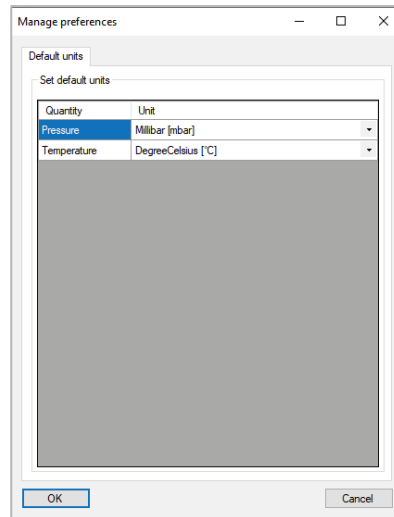 Manage preferences
Default units
Set default units
Quantity Unit
Pressure Millibar [mbar]
Temperature DegreeCelsius [°C]
OK Cancel